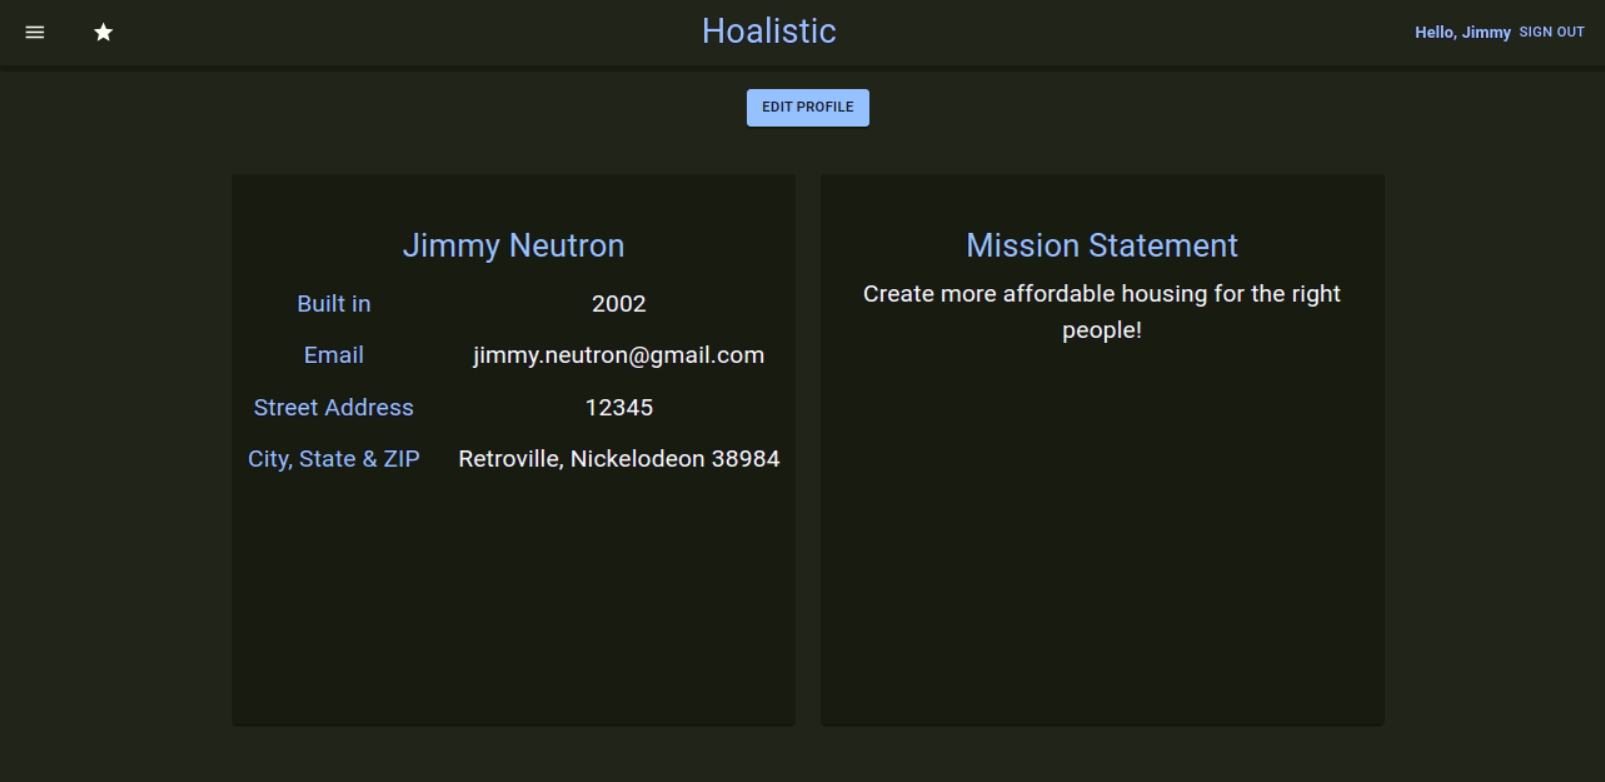 Hoalistic
Hello, Jimmy SIGN OUT
EDIT PROFILE
Jimmy Neutron
Built in 2002
Email jimmy.neutron@gmail.com
Street Address 12345
City, State & ZIP Retroville, Nickelodeon 38984
Mission Statement
Create more affordable housing for the right
people!